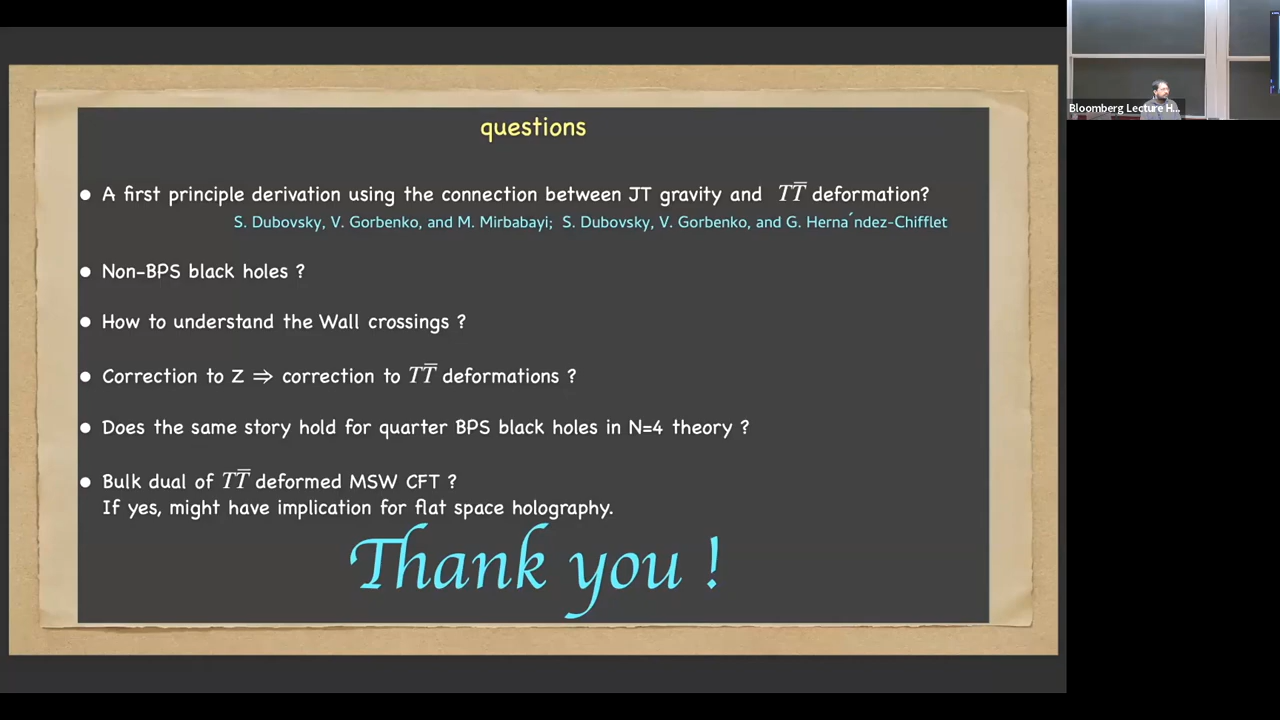 questions
● A first principle derivation using the connection between JT gravity and TT̅ deformation?
S. Dubovsky, V. Gorbenko, and M. Mirbabayi; S. Dubovsky, V. Gorbenko, and G. Herna´ndez-Chifflet
● Non-BPS black holes ?
● How to understand the Wall crossings ?
● Correction to Z ⇒ correction to TT̅ deformations ?
● Does the same story hold for quarter BPS black holes in N=4 theory ?
● Bulk dual of TT̅ deformed MSW CFT ?
If yes, might have implication for flat space holography.
Thank you !
Bloomberg Lecture H...